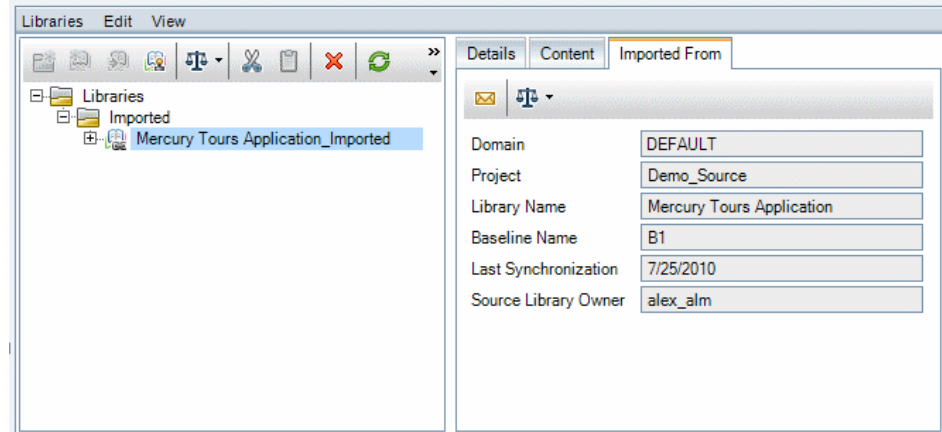 Libraries Edit View
Details Content Imported From
Libraries
Imported
Mercury Tours Application_Imported
Domain DEFAULT
Project Demo_Source
Library Name Mercury Tours Application
Baseline Name B1
Last Synchronization 7/25/2010
Source Library Owner alex_alm